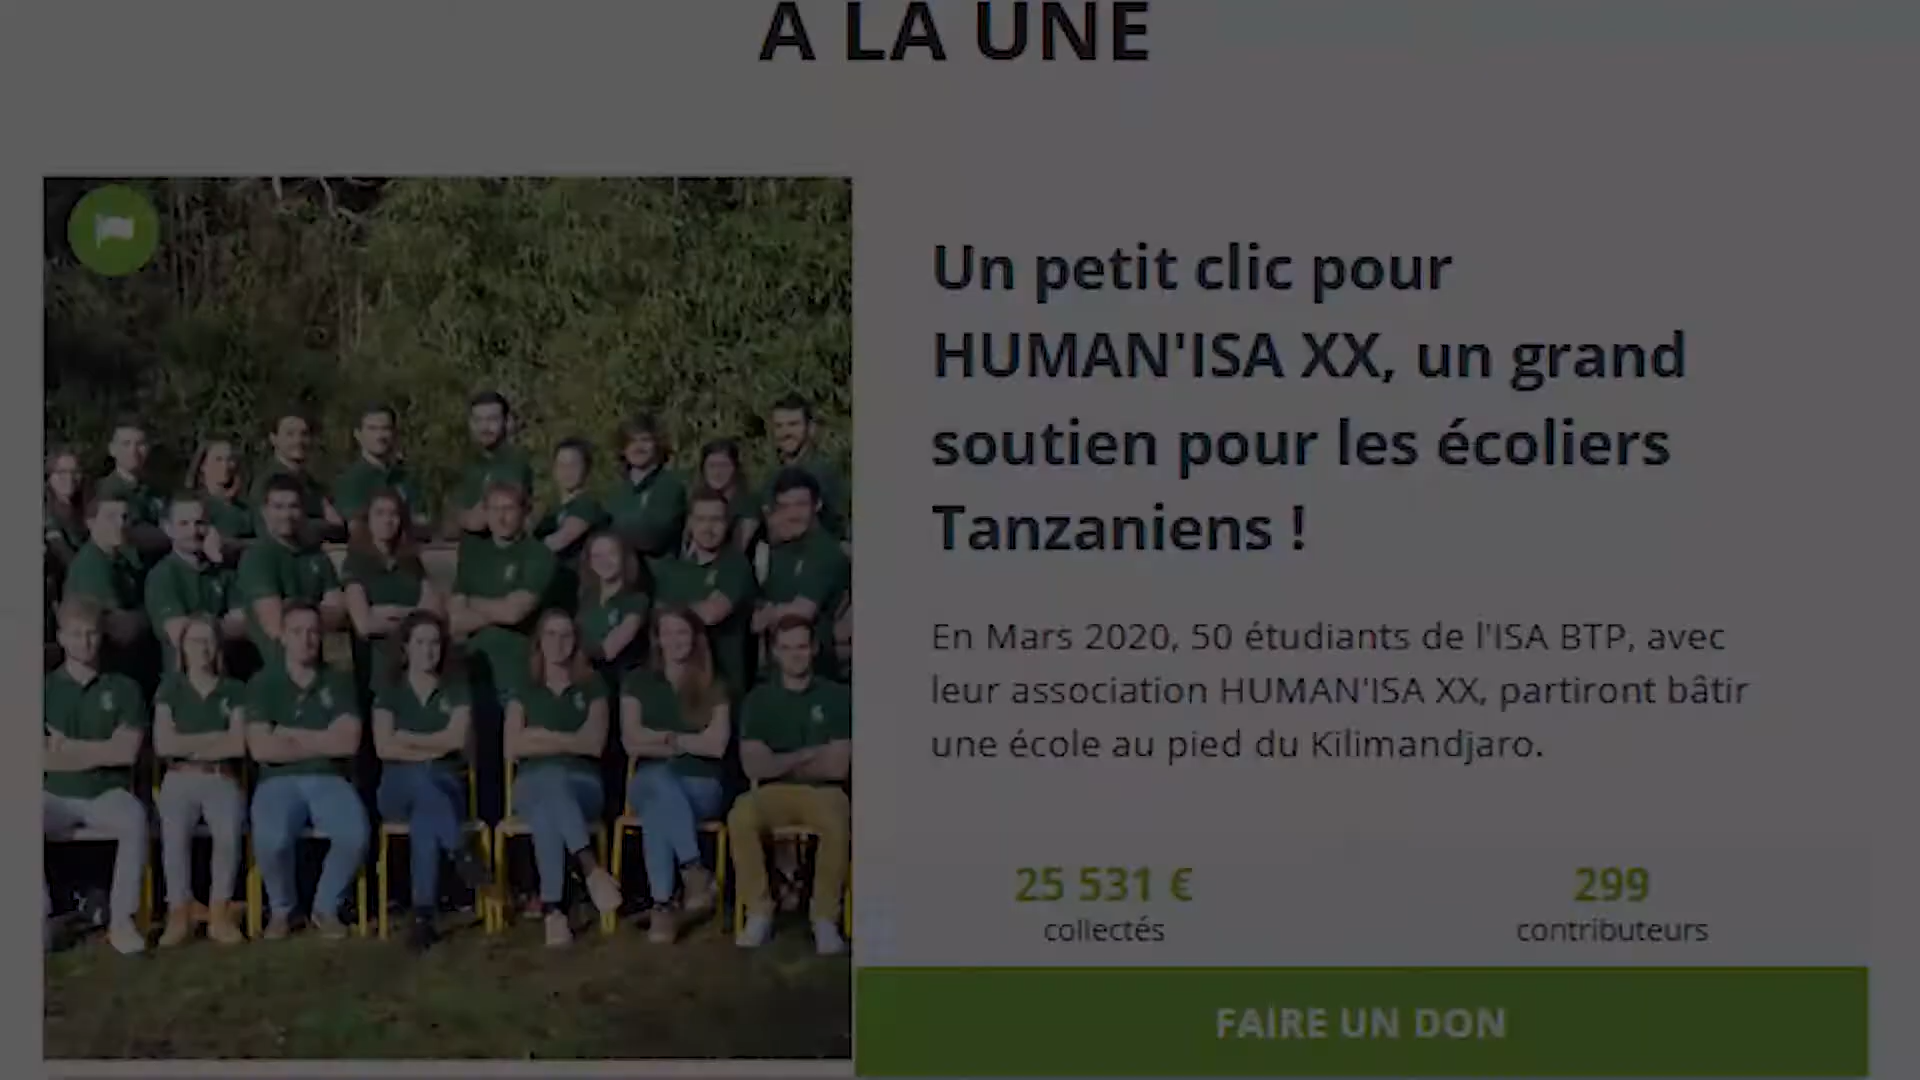 A LA UNE
Un petit clic pour
HUMAN'ISA XX, un grand
soutien pour les écoliers
Tanzaniens !
En Mars 2020, 50 étudiants de l'ISA BTP, avec
leur association HUMAN'ISA XX, partiront bâtir
une école au pied du Kilimandjaro.
25 531 €
collectés
299
contributeurs
FAIRE UN DON